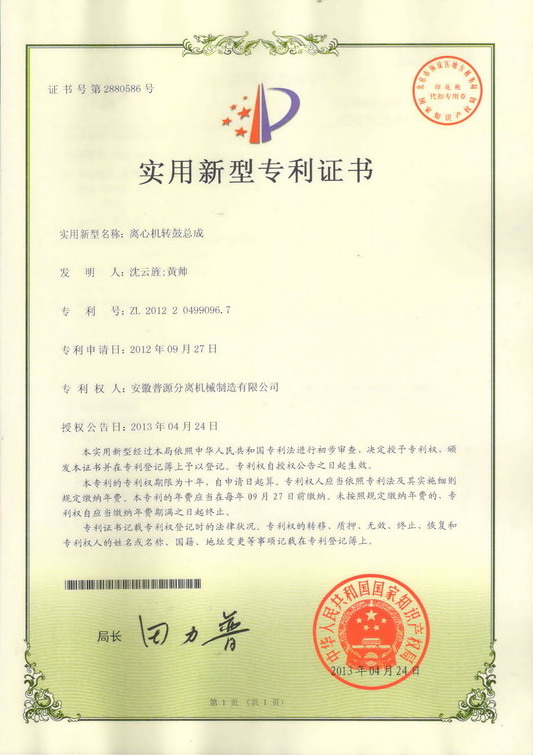 证书号第2880586号
印花税
代扣专用章
国家知识产权局
实用新型专利证书
实用新型名称：离心机转鼓总成
发明人：沈云旌;黄帅
专利号：ZL 2012 2 0499096.7
专利申请日：2012年09月27日
专利权人：安徽普源分离机械制造有限公司
授权公告日：2013年04月24日
本实用新型经过本局依照中华人民共和国专利法进行初步审查，决定授予专利权，颁
发本证书并在专利登记簿上予以登记。专利权自授权公告之日起生效。
本专利的专利权期限为十年，自申请日起算。专利权人应当依照专利法及其实施细则
规定缴纳年费。本专利的年费应当在每年09月27日前缴纳。未按照规定缴纳年费的，专
利权自应当缴纳年费期满之日起终止。
专利证书记载专利权登记时的法律状况。专利权的转移、质押、无效、终止、恢复和
专利权人的姓名或名称、国籍、地址变更等事项记载在专利登记簿上。
局长 田力普
中华人民共和国国家知识产权局
2013年04月24日
第1页（共1页）